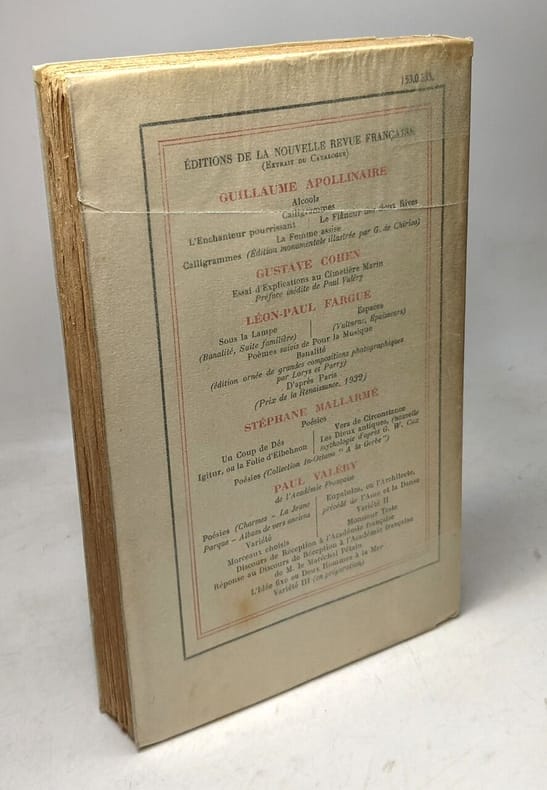 153.0
ÉDITIONS DE LA NOUVELLE REVUE FRANÇAISE
(EXTRAIT DU CATALOGUE)
GUILLAUME APOLLINAIRE
Alcools
Calligrammes
L'Enchanteur pourrissant | Le Flâneur des deux Rives
La Femme assise
Calligrammes (Édition monumentale illustrée par G. de Chirico)
GUSTAVE COHEN
Essai d'Explications au Cimetière Marin
Préface inédite de Paul Valéry
LÉON-PAUL FARGUE
Sous la Lampe | Espaces
(Banalité, Suite familière) | (Vulturne, Épaisseurs)
Poèmes suivis de Pour la Musique
Banalité
(édition ornée de grandes compositions photographiques
par Lorys et Parry)
D'après Paris
(Prix de la Renaissance, 1932)
STÉPHANE MALLARMÉ
Poésies
Un Coup de Dés | Vers de Circonstance
Igitur, ou la Folie d'Elbehnon | Les Dieux antiques, (nouvelle
mythologie d'après G. W. Cox
Poésies (Collection In-Octavo "A la Gerbe")
PAUL VALÉRY
de l'Académie Française
Poésies (Charmes - La Jeune | Eupalinos, ou l'Architecte,
Parque - Album de vers anciens | précédé de l'Ame et la Danse
Variété | Variété II
Morceaux choisis | Monsieur Teste
Discours de Réception à l'Académie française
Réponse au Discours de Réception à l'Académie française
de M. le Maréchal Pétain
L'Idée fixe ou Deux Hommes à la Mer
Variété III (en préparation)